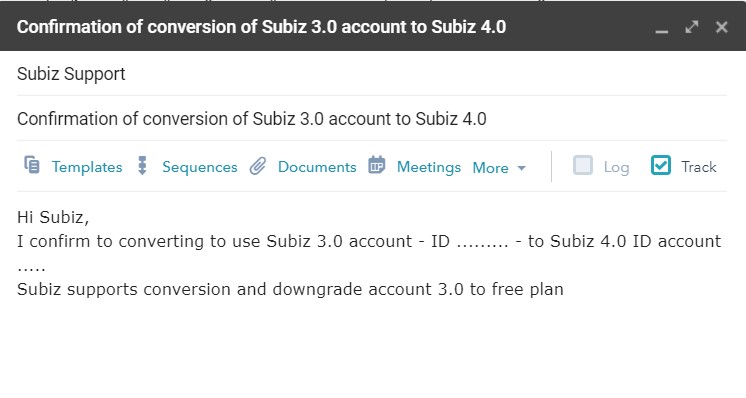 Confirmation of conversion of Subiz 3.0 account to Subiz 4.0
Subiz Support
Confirmation of conversion of Subiz 3.0 account to Subiz 4.0
Templates Sequences Documents Meetings More Log Track
Hi Subiz,
I confirm to converting to use Subiz 3.0 account - ID ......... - to Subiz 4.0 ID account
.....
Subiz supports conversion and downgrade account 3.0 to free plan